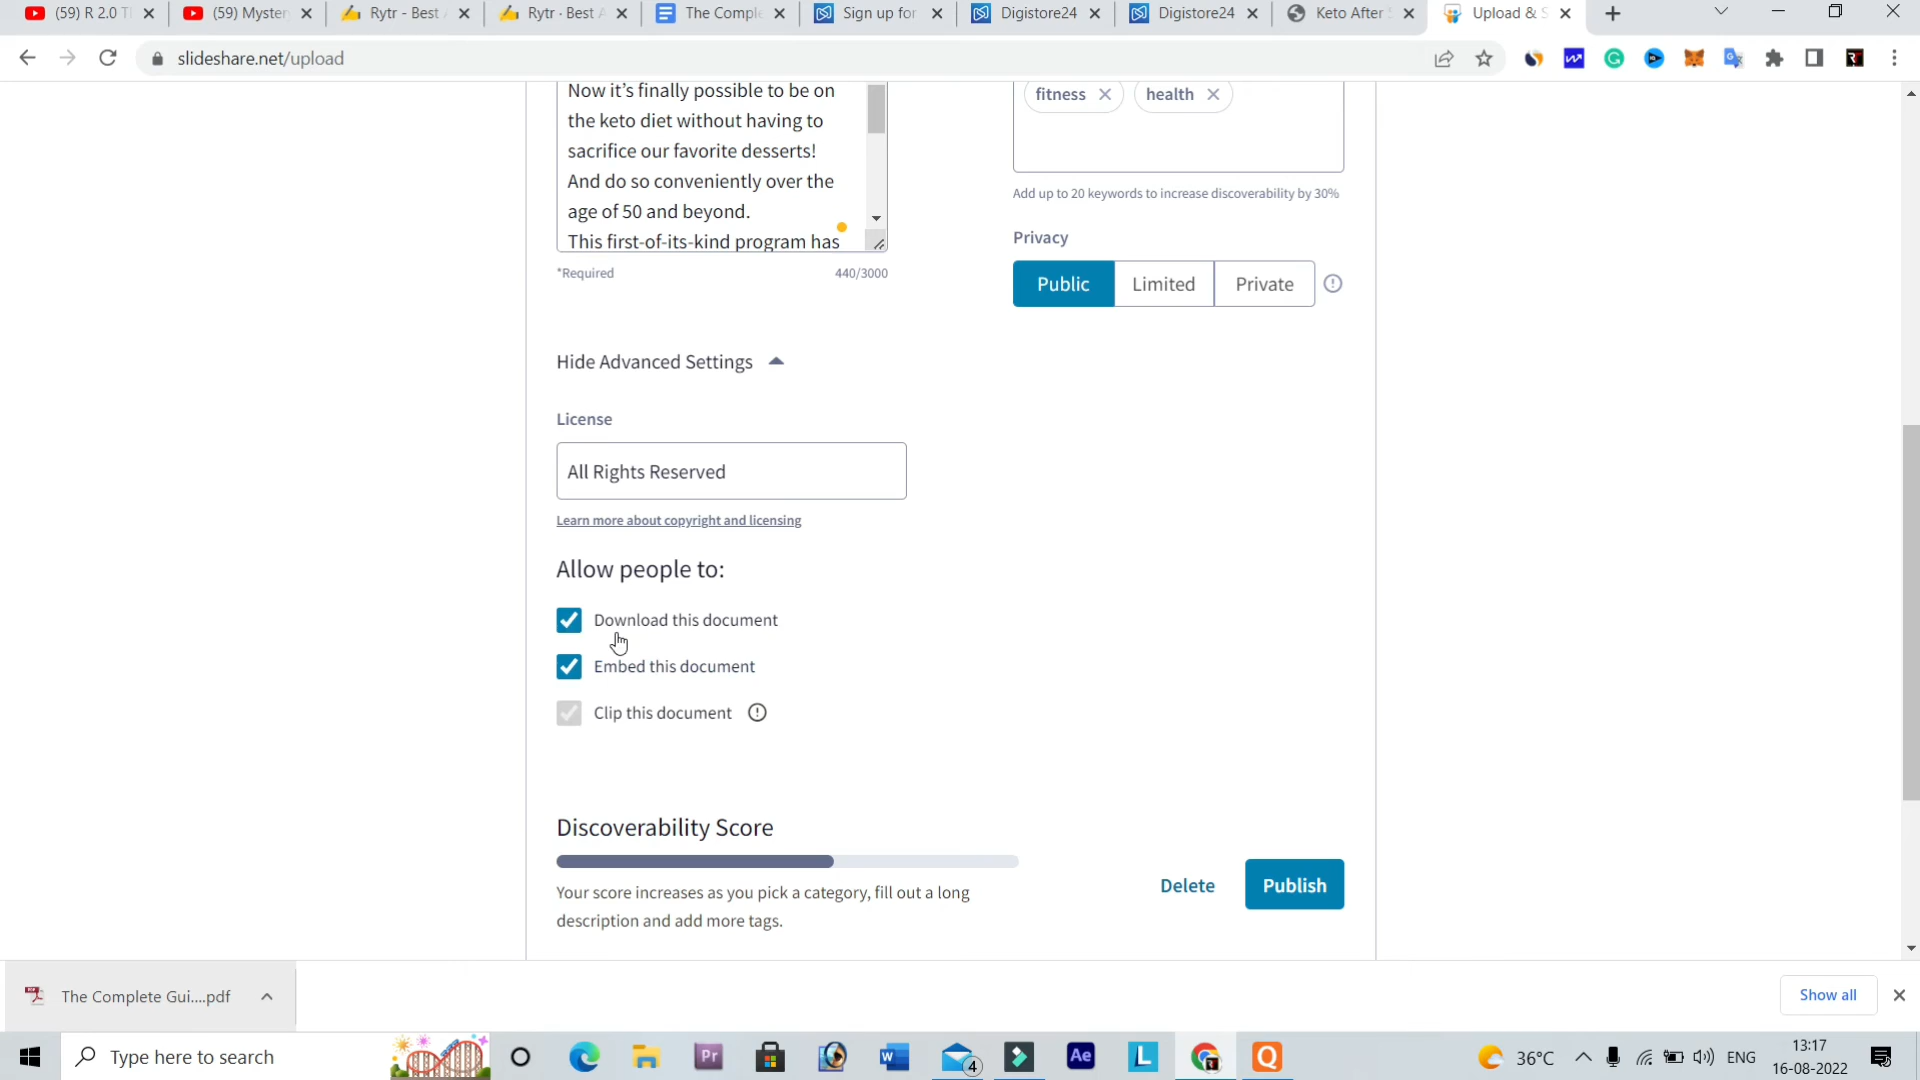 (59) R 2.0 T
(59) Myster
Rytr - Best
Rytr · Best A
The Comple
Sign up for
Digistore24
Digistore24
Keto After
Upload & S
slideshare.net/upload
Now it's finally possible to be on
the keto diet without having to
sacrifice our favorite desserts!
And do so conveniently over the
age of 50 and beyond.
This first-of-its-kind program has
*Required
440/3000
fitness
health
Add up to 20 keywords to increase discoverability by 30%
Privacy
Public
Limited
Private
Hide Advanced Settings
License
All Rights Reserved
Learn more about copyright and licensing
Allow people to:
Download this document
Embed this document
Clip this document
Discoverability Score
Your score increases as you pick a category, fill out a long
description and add more tags.
Delete
Publish
The Complete Gui....pdf
Show all
Type here to search
Pr
W
4
Ae
L
Q
36°C
ENG
13:17
16-08-2022